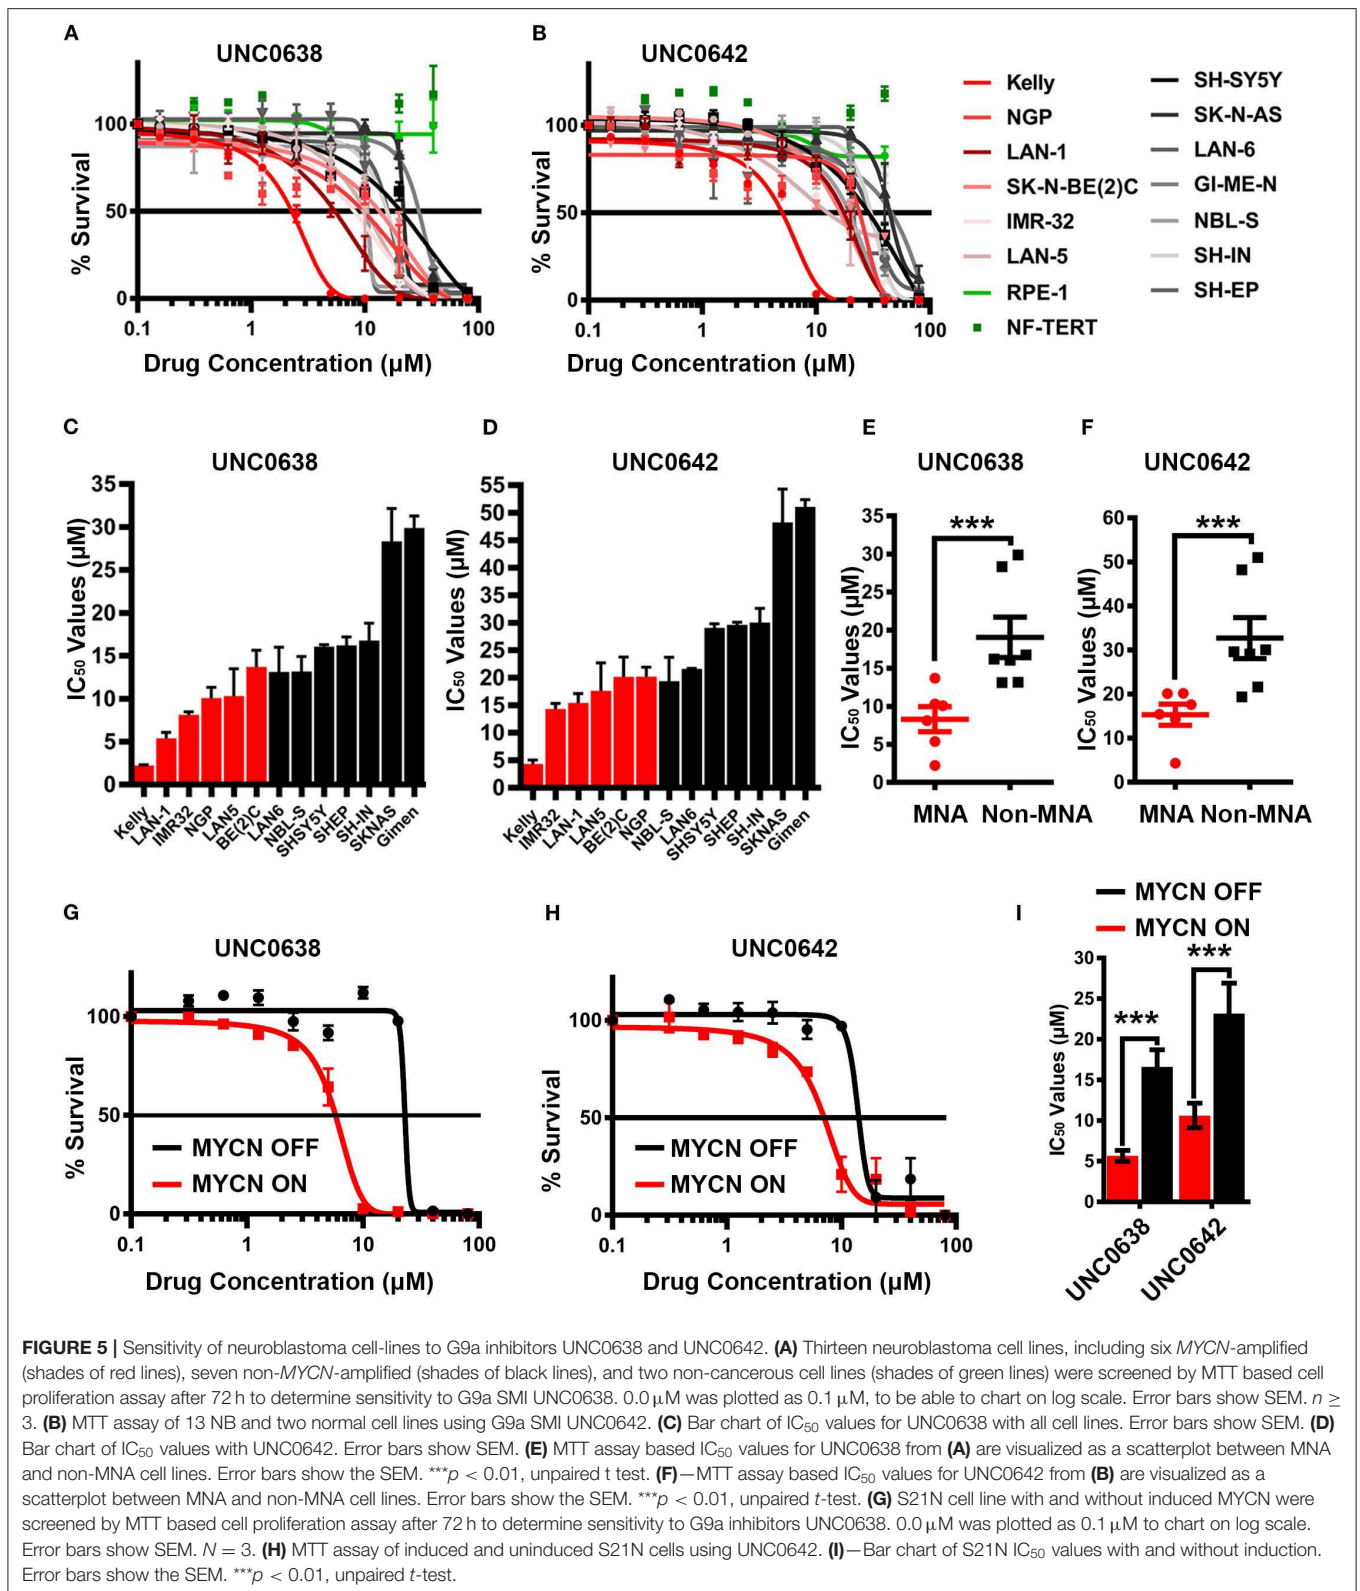 A
UNC0638
100
50
0
% Survival
0.1
1
10
100
Drug Concentration (µM)
B
UNC0642
100
50
0
% Survival
0.1
1
10
100
Drug Concentration (µM)
Kelly
NGP
LAN-1
SK-N-BE(2)C
IMR-32
LAN-5
RPE-1
NF-TERT
SH-SY5Y
SK-N-AS
LAN-6
GI-ME-N
NBL-S
SH-IN
SH-EP
C
UNC0638
35
30
25
20
15
10
5
0
IC50 Values (µM)
Kelly
LAN-1
IMR32
NGP
LAN5
BE(2)C
LAN6
NBL-S
SHSY5Y
SHEP
SH-IN
SKNAS
Gimen
D
UNC0642
55
50
45
40
35
30
25
20
15
10
5
0
IC50 Values (µM)
Kelly
IMR32
LAN-1
LAN5
BE(2)C
NGP
NBL-S
LAN6
SHSY5Y
SHEP
SH-IN
SKNAS
Gimen
E
UNC0638
***
35
30
25
20
15
10
5
0
IC50 Values (µM)
MNA
Non-MNA
F
UNC0642
***
60
50
40
30
20
10
0
IC50 Values (µM)
MNA
Non-MNA
G
UNC0638
100
50
0
% Survival
MYCN OFF
MYCN ON
0.1
1
10
100
Drug Concentration (µM)
H
UNC0642
100
50
0
% Survival
MYCN OFF
MYCN ON
0.1
1
10
100
Drug Concentration (µM)
I
MYCN OFF
MYCN ON
***
***
30
25
20
15
10
5
0
IC50 Values (µM)
UNC0638
UNC0642
FIGURE 5 | Sensitivity of neuroblastoma cell-lines to G9a inhibitors UNC0638 and UNC0642. (A) Thirteen neuroblastoma cell lines, including six MYCN-amplified
(shades of red lines), seven non-MYCN-amplified (shades of black lines), and two non-cancerous cell lines (shades of green lines) were screened by MTT based cell
proliferation assay after 72 h to determine sensitivity to G9a SMI UNC0638. 0.0 µM was plotted as 0.1 µM, to be able to chart on log scale. Error bars show SEM. n ≥
3. (B) MTT assay of 13 NB and two normal cell lines using G9a SMI UNC0642. (C) Bar chart of IC50 values for UNC0638 with all cell lines. Error bars show SEM. (D)
Bar chart of IC50 values with UNC0642. Error bars show SEM. (E) MTT assay based IC50 values for UNC0638 from (A) are visualized as a scatterplot between MNA
and non-MNA cell lines. Error bars show the SEM. ***p < 0.01, unpaired t test. (F)—MTT assay based IC50 values for UNC0642 from (B) are visualized as a
scatterplot between MNA and non-MNA cell lines. Error bars show the SEM. ***p < 0.01, unpaired t-test. (G) S21N cell line with and without induced MYCN were
screened by MTT based cell proliferation assay after 72 h to determine sensitivity to G9a inhibitors UNC0638. 0.0 µM was plotted as 0.1 µM to chart on log scale.
Error bars show SEM. N = 3. (H) MTT assay of induced and uninduced S21N cells using UNC0642. (I)—Bar chart of S21N IC50 values with and without induction.
Error bars show the SEM. ***p < 0.01, unpaired t-test.